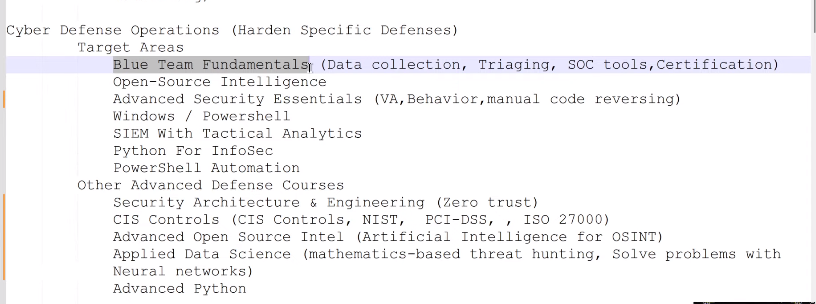 Cyber Defense Operations (Harden Specific Defenses)
Target Areas
Blue Team Fundamentals (Data collection, Triaging, SOC tools,Certification)
Open-Source Intelligence
Advanced Security Essentials (VA,Behavior,manual code reversing)
Windows / Powershell
SIEM With Tactical Analytics
Python For InfoSec
PowerShell Automation
Other Advanced Defense Courses
Security Architecture & Engineering (Zero trust)
CIS Controls (CIS Controls, NIST,  PCI-DSS, , ISO 27000)
Advanced Open Source Intel (Artificial Intelligence for OSINT)
Applied Data Science (mathematics-based threat hunting, Solve problems with
Neural networks)
Advanced Python